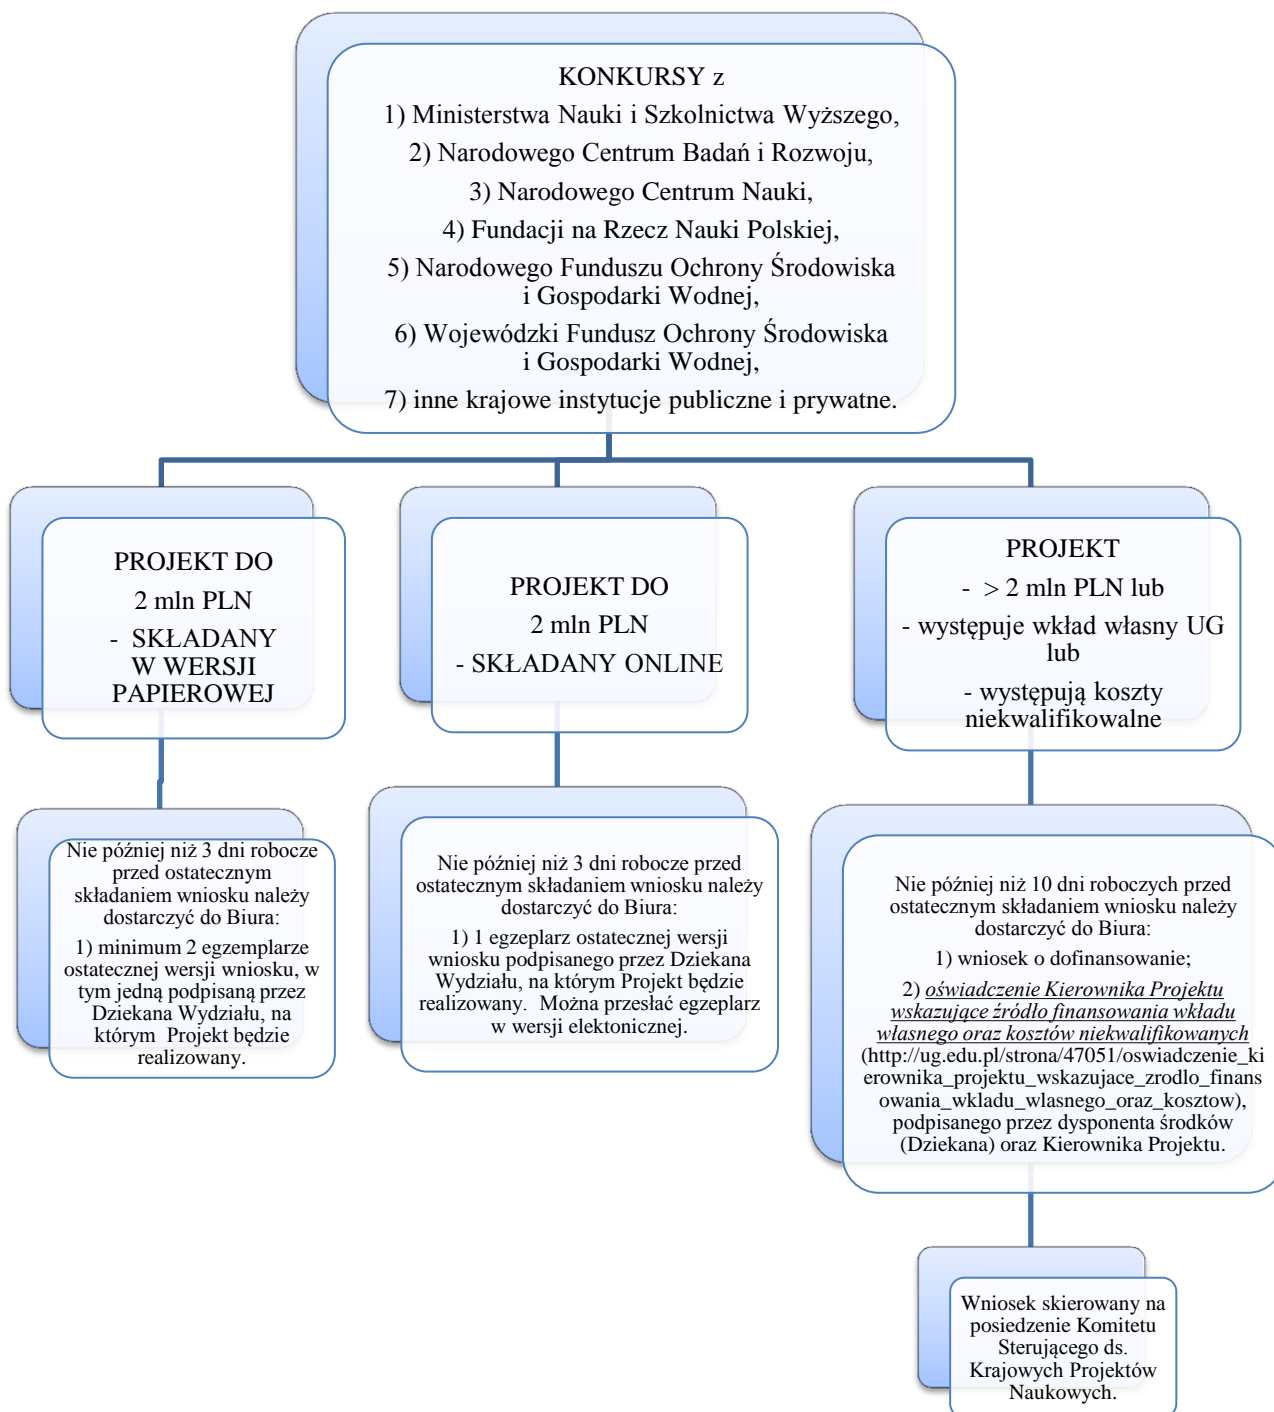 KONKURSY z
1) Ministerstwa Nauki i Szkolnictwa Wyższego,
2) Narodowego Centrum Badań i Rozwoju,
3) Narodowego Centrum Nauki,
4) Fundacji na Rzecz Nauki Polskiej,
5) Narodowego Funduszu Ochrony Środowiska
i Gospodarki Wodnej,
6) Wojewódzki Fundusz Ochrony Środowiska
i Gospodarki Wodnej,
7) inne krajowe instytucje publiczne i prywatne.
PROJEKT DO
2 mln PLN
- SKŁADANY
W WERSJI
PAPIEROWEJ
Nie później niż 3 dni robocze
przed ostatecznym
składaniem wniosku należy
dostarczyć do Biura:
1) minimum 2 egzemplarze
ostatecznej wersji wniosku, w
tym jedną podpisaną przez
Dziekana Wydziału, na
którym Projekt będzie
realizowany.
PROJEKT DO
2 mln PLN
- SKŁADANY ONLINE
Nie później niż 3 dni robocze przed
ostatecznym składaniem wniosku należy
dostarczyć do Biura:
1) 1 egzeplarz ostatecznej wersji
wniosku podpisanego przez Dziekana
Wydziału, na którym Projekt będzie
realizowany. Można przesłać egzeplarz
w wersji elektonicznej.
PROJEKT
- > 2 mln PLN lub
- występuje wkład własny UG
lub
- występują koszty
niekwalifikowalne
Nie później niż 10 dni roboczych przed
ostatecznym składaniem wniosku należy
dostarczyć do Biura:
1) wniosek o dofinansowanie;
2) oświadczenie Kierownika Projektu
wskazujące źródło finansowania wkładu
własnego oraz kosztów niekwalifikowanych
(http://ug.edu.pl/strona/47051/oswiadczenie_ki
erownika_projektu_wskazujace_zrodlo_finans
owania_wkladu_wlasnego_oraz_kosztow),
podpisanego przez dysponenta środków
(Dziekana) oraz Kierownika Projektu.
Wniosek skierowany na
posiedzenie Komitetu
Sterującego ds.
Krajowych Projektów
Naukowych.